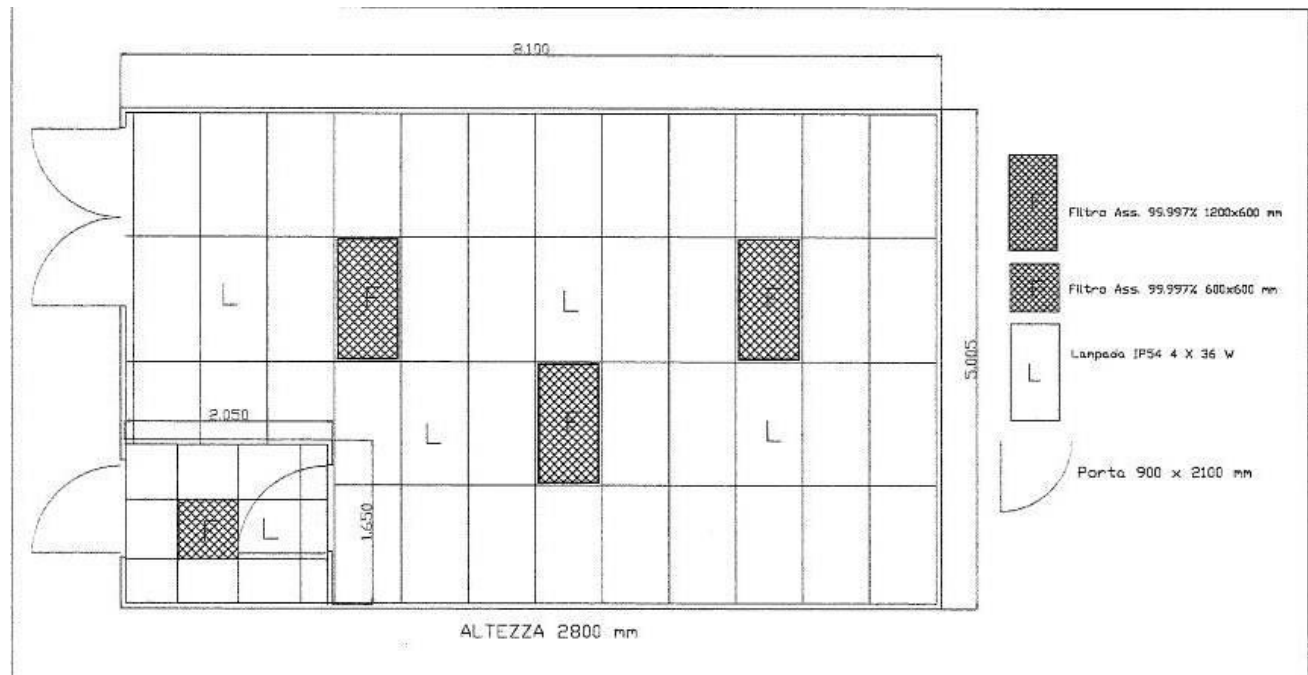 8.100
F
Filtro Ass. 99.997% 1200x600 mm
F
Filtro Ass. 99.997% 600x600 mm
L
F
L
F
Lampada IP54 4 X 36 W
L
5.005
2.050
L
F
L
Porta 900 x 2100 mm
1.650
F
L
ALTEZZA 2800 mm